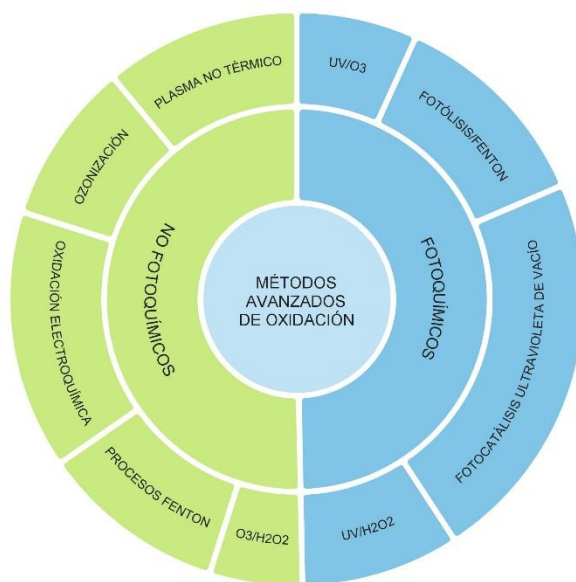 MÉTODOS
AVANZADOS
DE OXIDACIÓN
NO FOTOQUÍMICOS
FOTOQUÍMICOS
PLASMA NO TÉRMICO
OZONIZACIÓN
OXIDACIÓN ELECTROQUÍMICA
PROCESOS FENTON
O3/H2O2
UV/O3
FOTÓLISIS/FENTON
FOTOCATÁLISIS ULTRAVIOLETA DE VACÍO
UV/H2O2